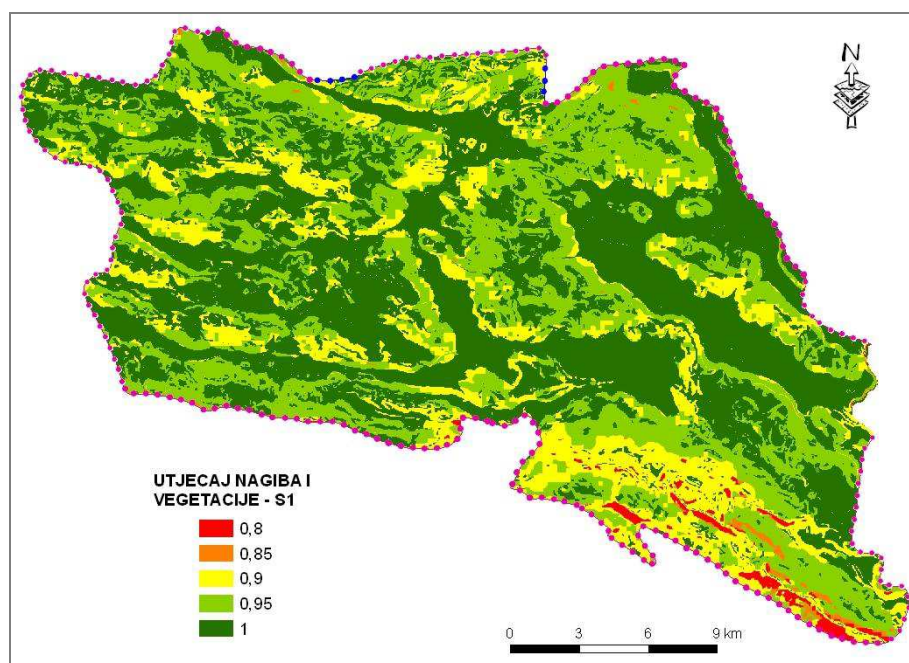 N
UTJECAJ NAGIBA I
VEGETACIJE - S1
0,8
0,85
0,9
0,95
1
0 3 6 9 km